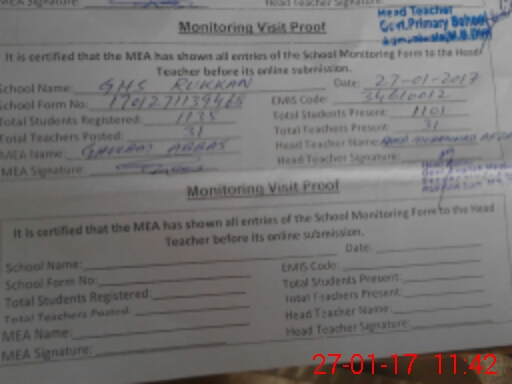 Head Teacher Signature:
Head Teacher
Govt. Primary School
Monitoring Visit Proof
It is certified that the MEA has shown all entries of the School Monitoring Form to the Head
Teacher before its online submission.
School Name: GHS RUKKAN Date: 27-01-2017
School Form No: EMIS Code: 34610012
Total Students Registered: 1135 Total Students Present: 1101
Total Teachers Posted: 31 Total Teachers Present: 31
MEA Name: ABBAS Head Teacher Name:
MEA Signature: Head Teacher Signature:
Monitoring Visit Proof
It is certified that the MEA has shown all entries of the School Monitoring Form to the Head
Teacher before its online submission.
Date:
School Name: EMIS Code:
School Form No: Total Students Present:
Total Students Registered: Total Teachers Present:
Total Teachers Posted: Head Teacher Name:
MEA Name: Head Teacher Signature:
MEA Signature:
27-01-17 11.42